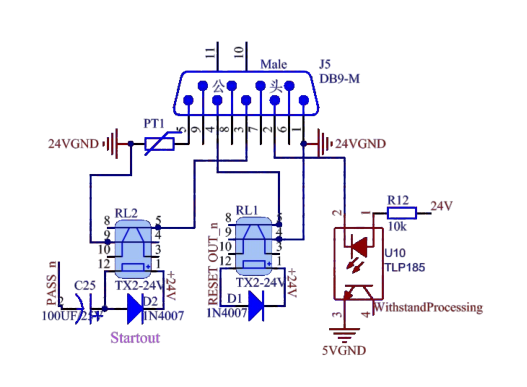 11
10
Male
J5
DB9-M
公
头
PT1
5
9
4
8
3
7
2
6
1
24VGND
24VGND
RL2
8
9
10
12
5
4
3
1
TX2-24V
RL1
8
9
10
12
5
4
3
1
TX2-24V
RESET_OUT_n
+24V
+24V
PASS_n
2
C25
100UF/25V
D2
1N4007
D1
1N4007
Startout
2
1
R12
10k
24V
U10
TLP185
3
4
WithstandProcessing
5VGND